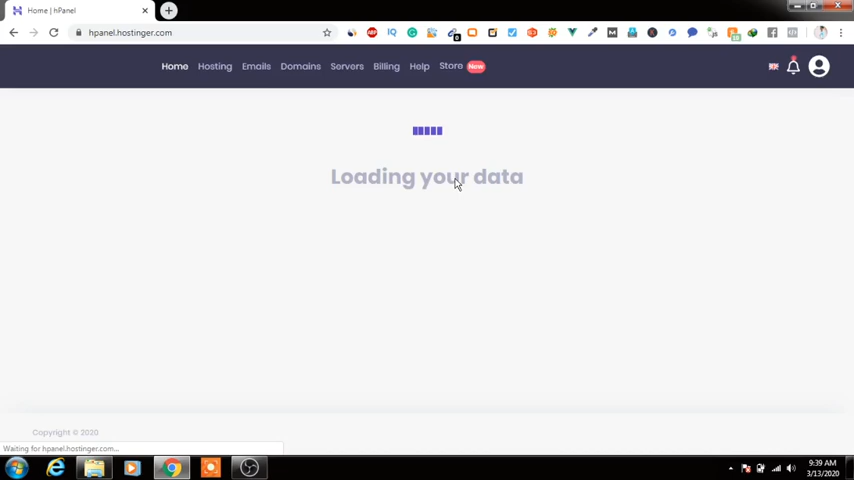 Home | hPanel
hpanel.hostinger.com
Home Hosting Emails Domains Servers Billing Help Store New
Loading your data
Copyright © 2020
Waiting for hpanel.hostinger.com...
9:39 AM
3/13/2020